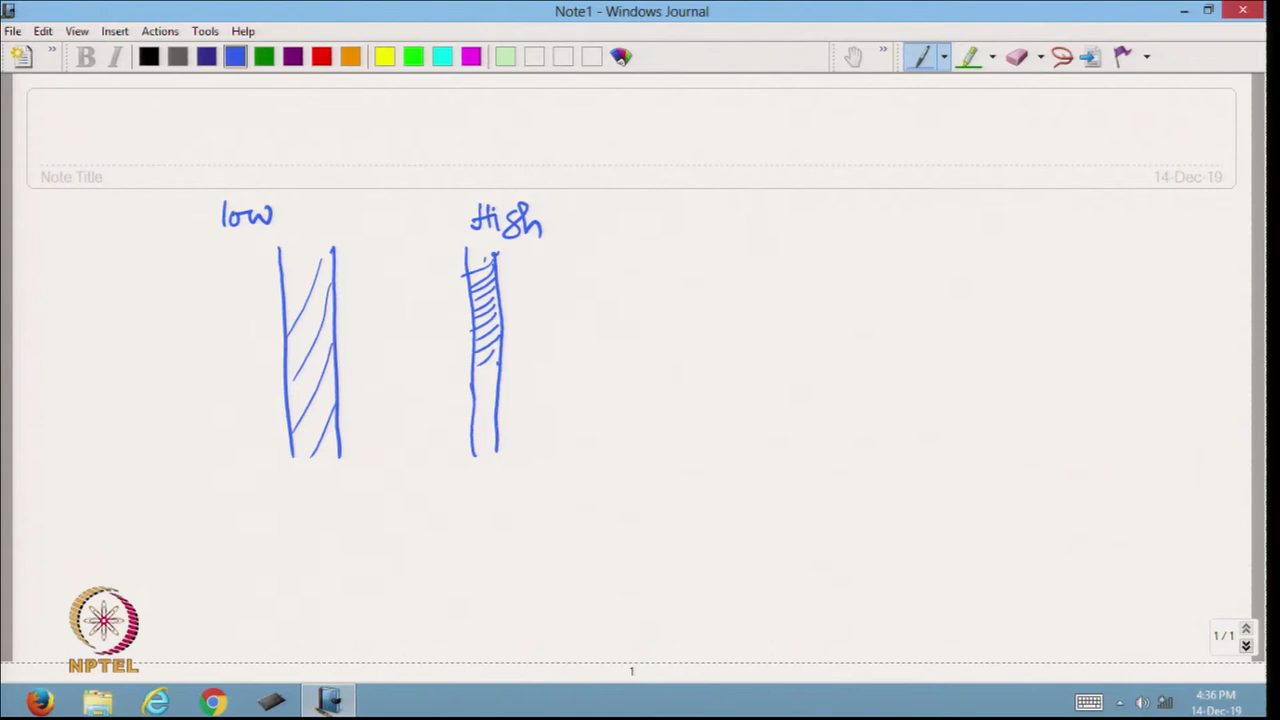 Note1 - Windows Journal
File Edit View Insert Actions Tools Help
B I
Note Title
14-Dec-19
low High
NPTEL
1 / 1
1
4:36 PM
14-Dec-19